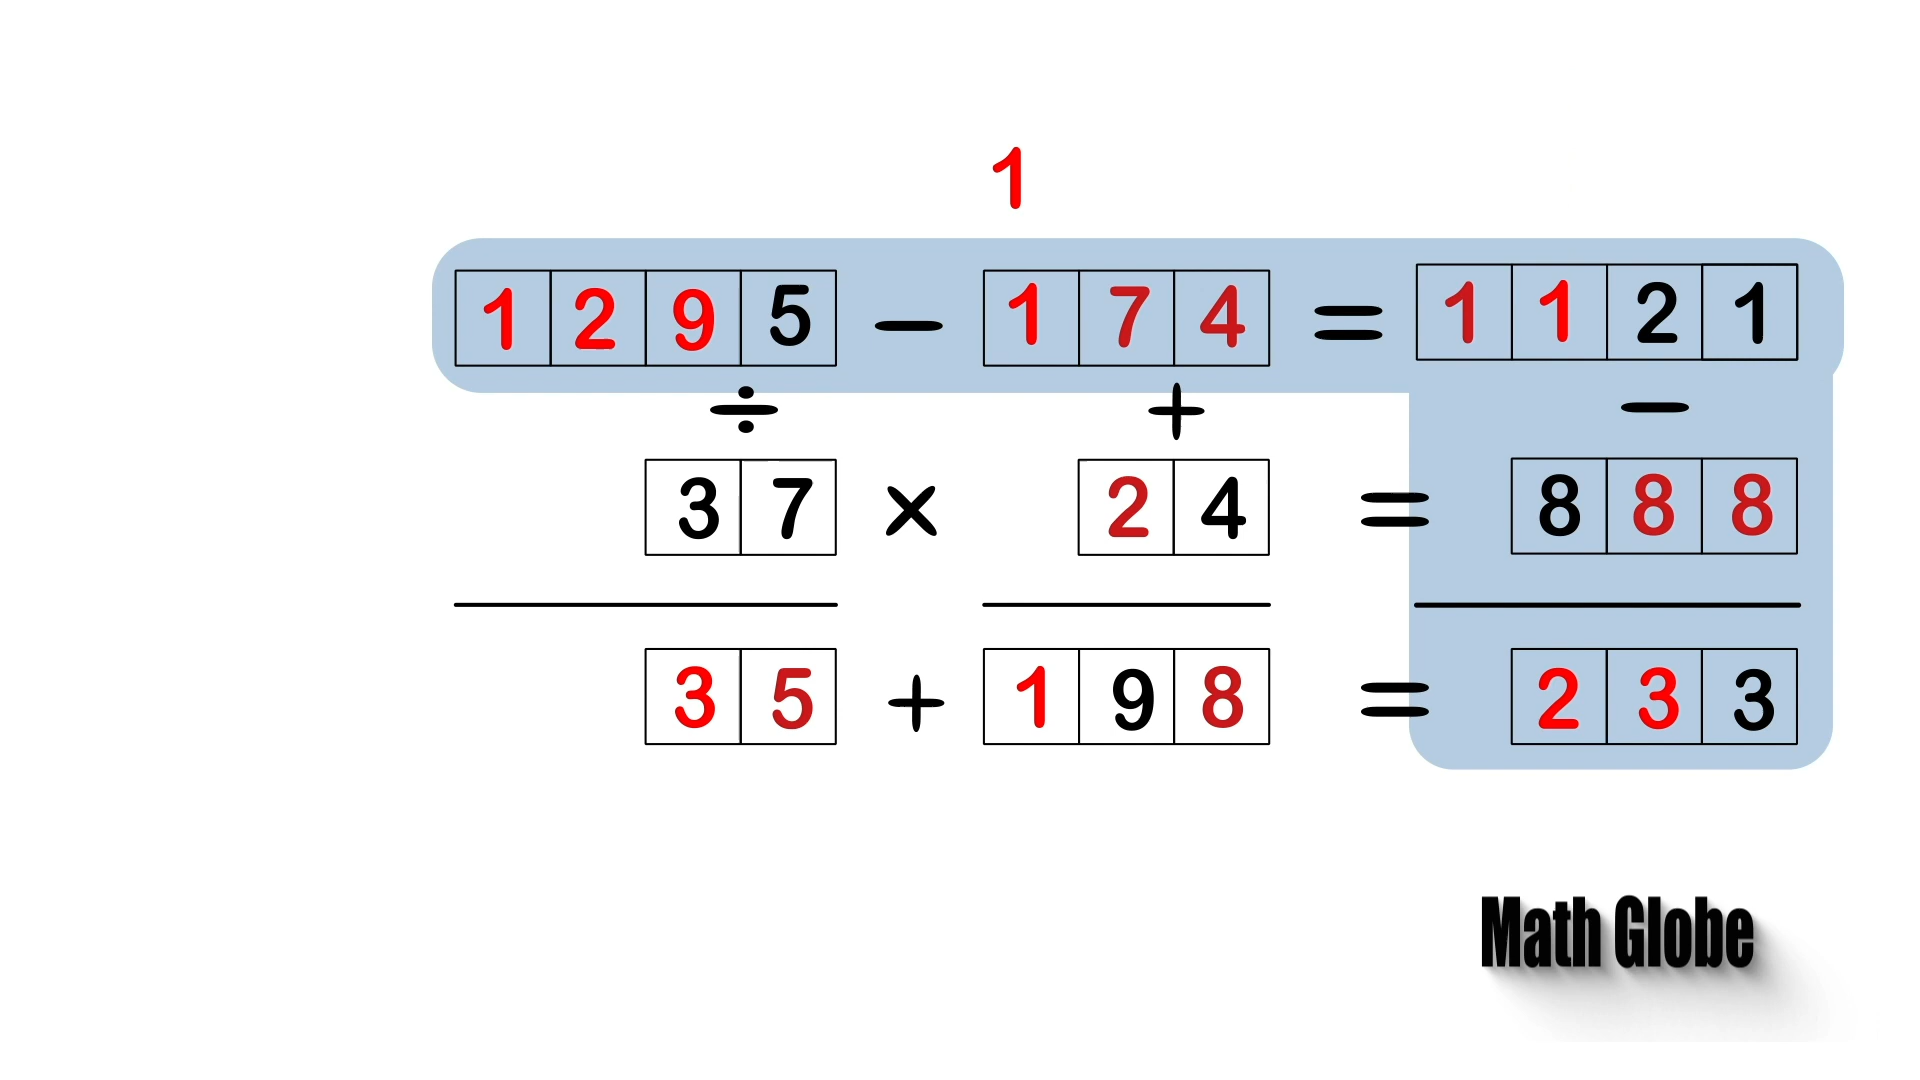 1
1295 − 174 = 1121
÷ + −
37 × 24 = 888
35 + 198 = 233
Math Globe